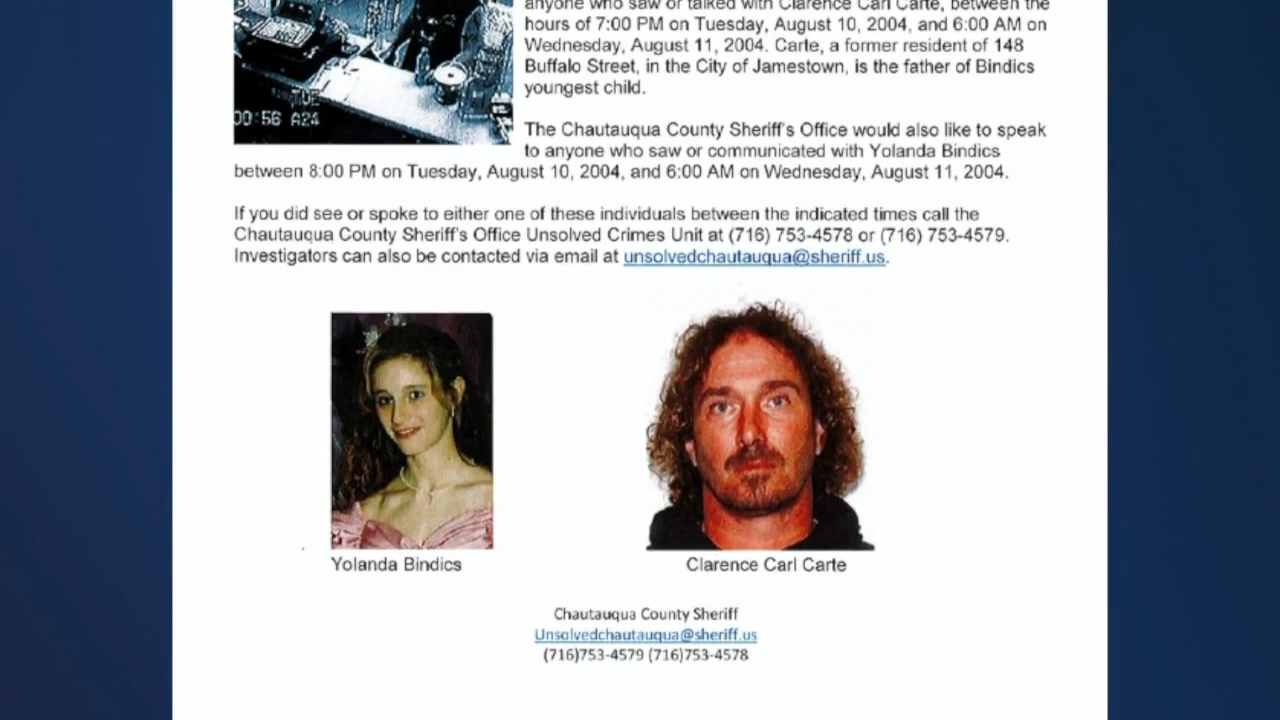 anyone who saw or talked with Clarence Carl Carte, between the
hours of 7:00 PM on Tuesday, August 10, 2004, and 6:00 AM on
Wednesday, August 11, 2004. Carte, a former resident of 148
Buffalo Street, in the City of Jamestown, is the father of Bindics
youngest child.
TUE
00:56 A24
The Chautauqua County Sheriff's Office would also like to speak
to anyone who saw or communicated with Yolanda Bindics
between 8:00 PM on Tuesday, August 10, 2004, and 6:00 AM on Wednesday, August 11, 2004.
If you did see or spoke to either one of these individuals between the indicated times call the
Chautauqua County Sheriff's Office Unsolved Crimes Unit at (716) 753-4578 or (716) 753-4579.
Investigators can also be contacted via email at unsolvedchautauqua@sheriff.us.
Yolanda Bindics
Clarence Carl Carte
Chautauqua County Sheriff
Unsolvedchautauqua@sheriff.us
(716)753-4579 (716)753-4578